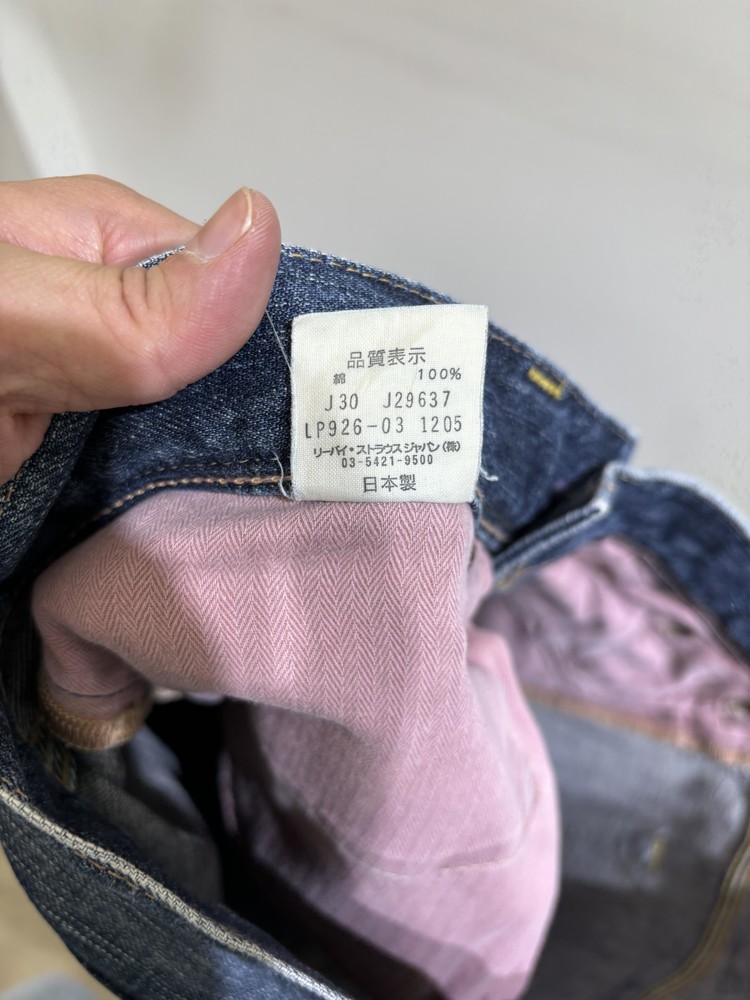 品質表示
綿 100%
J30 J29637
LP926-03 1205
リーバイ・ストラウスジャパン(株)
03-5421-9500
日本製